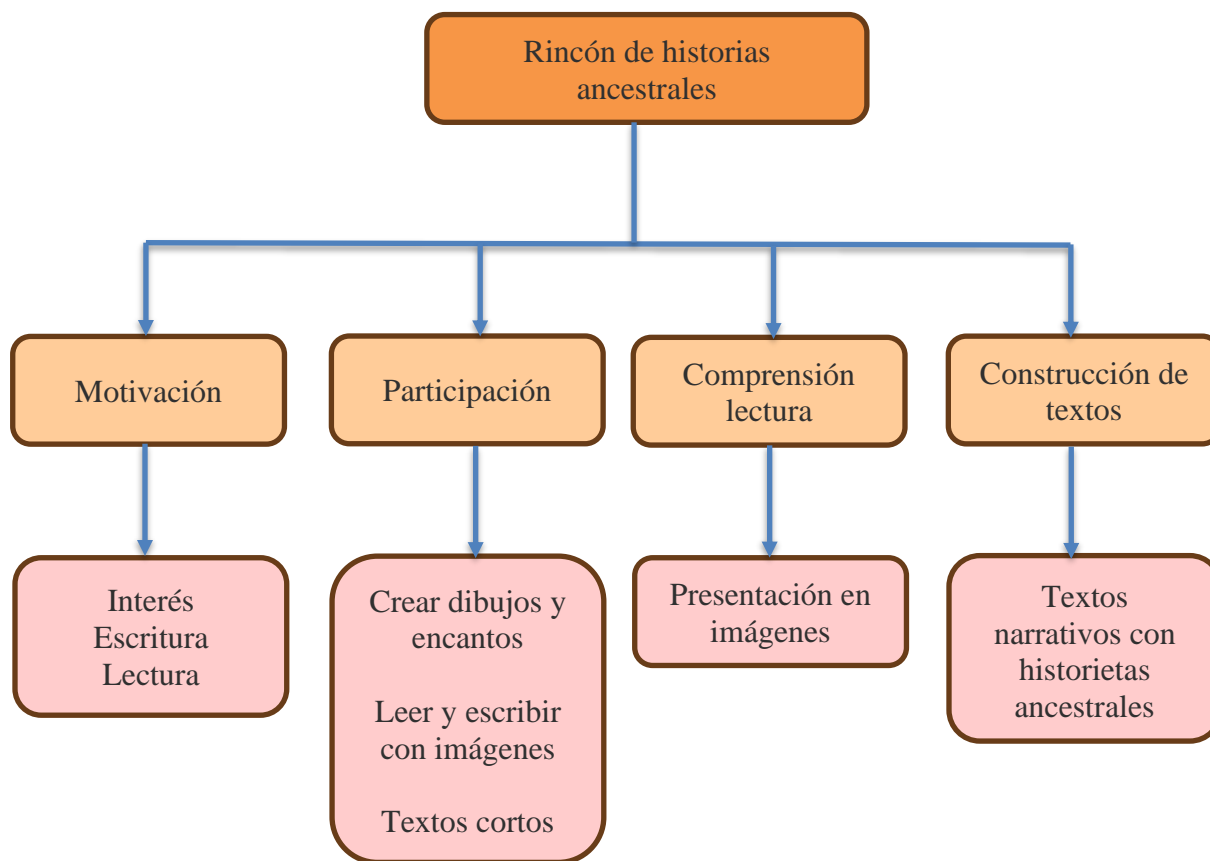 Rincón de historias
ancestrales
Motivación
Participación
Comprensión
lectura
Construcción de
textos
Interés
Escritura
Lectura
Crear dibujos y
encantos
Leer y escribir
con imágenes
Textos cortos
Presentación en
imágenes
Textos
narrativos con
historietas
ancestrales